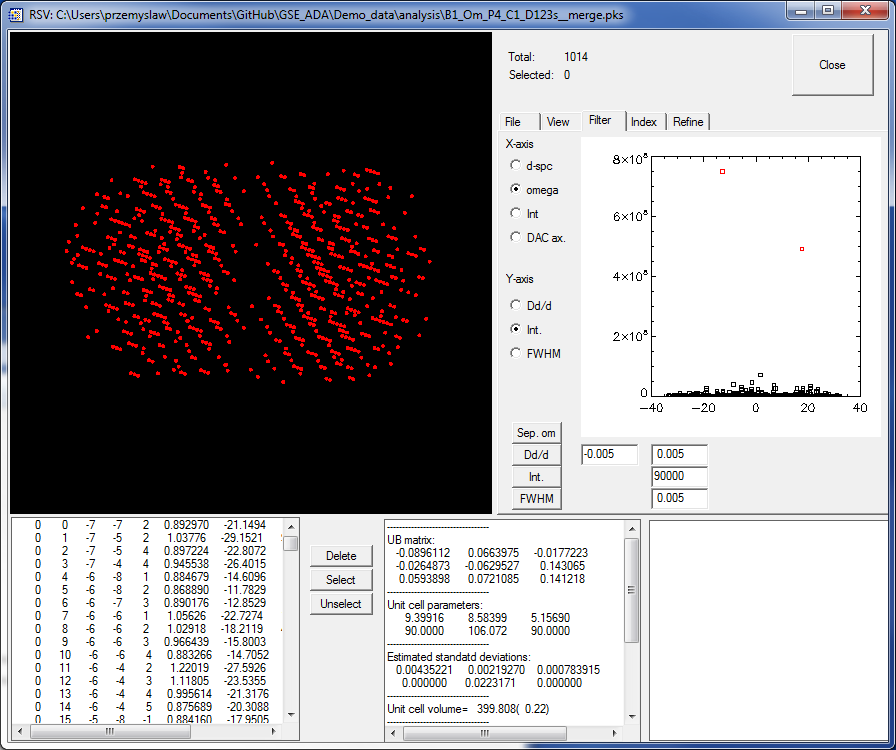 RSV: C:\Users\przemyslaw\Documents\GitHub\GSE_ADA\Demo_data\analysis\B1_Om_P4_C1_D123s__merge.pks
Total: 1014
Selected: 0
Close
File View Filter Index Refine
X-axis
d-spc
omega
Int
DAC ax.
Y-axis
Dd/d
Int.
FWHM
8×10⁸
6×10⁸
4×10⁸
2×10⁸
0
-40 -20 0 20 40
Sep. om
Dd/d -0.005 0.005
Int. 90000
FWHM 0.005
0 0 -7 -7 2 0.892970 -21.1494
0 1 -7 -5 2 1.03776 -29.1521
0 2 -7 -5 4 0.897224 -22.8072
0 3 -7 -4 4 0.945538 -26.4015
0 4 -6 -8 1 0.884679 -14.6096
0 5 -6 -8 2 0.868890 -11.7829
0 6 -6 -7 3 0.890176 -12.8529
0 7 -6 -6 1 1.05626 -22.7274
0 8 -6 -6 2 1.02918 -18.2119
0 9 -6 -6 3 0.966439 -15.8003
0 10 -6 -6 4 0.883266 -14.7052
0 11 -6 -4 2 1.22019 -27.5926
0 12 -6 -4 3 1.11805 -23.5355
0 13 -6 -4 4 0.995614 -21.3176
0 14 -6 -4 5 0.875689 -20.3088
0 15 -5 -8 -1 0.884160 -17.9505
Delete
Select
Unselect
UB matrix:
-0.0896112 0.0663975 -0.0177223
-0.0264873 -0.0629527 0.143065
0.0593898 0.0721085 0.141218
Unit cell parameters:
9.39916 8.58399 5.15690
90.0000 106.072 90.0000
Estimated standatd deviations:
0.00435221 0.00219270 0.000783915
0.000000 0.0223171 0.000000
Unit cell volume= 399.808( 0.22)